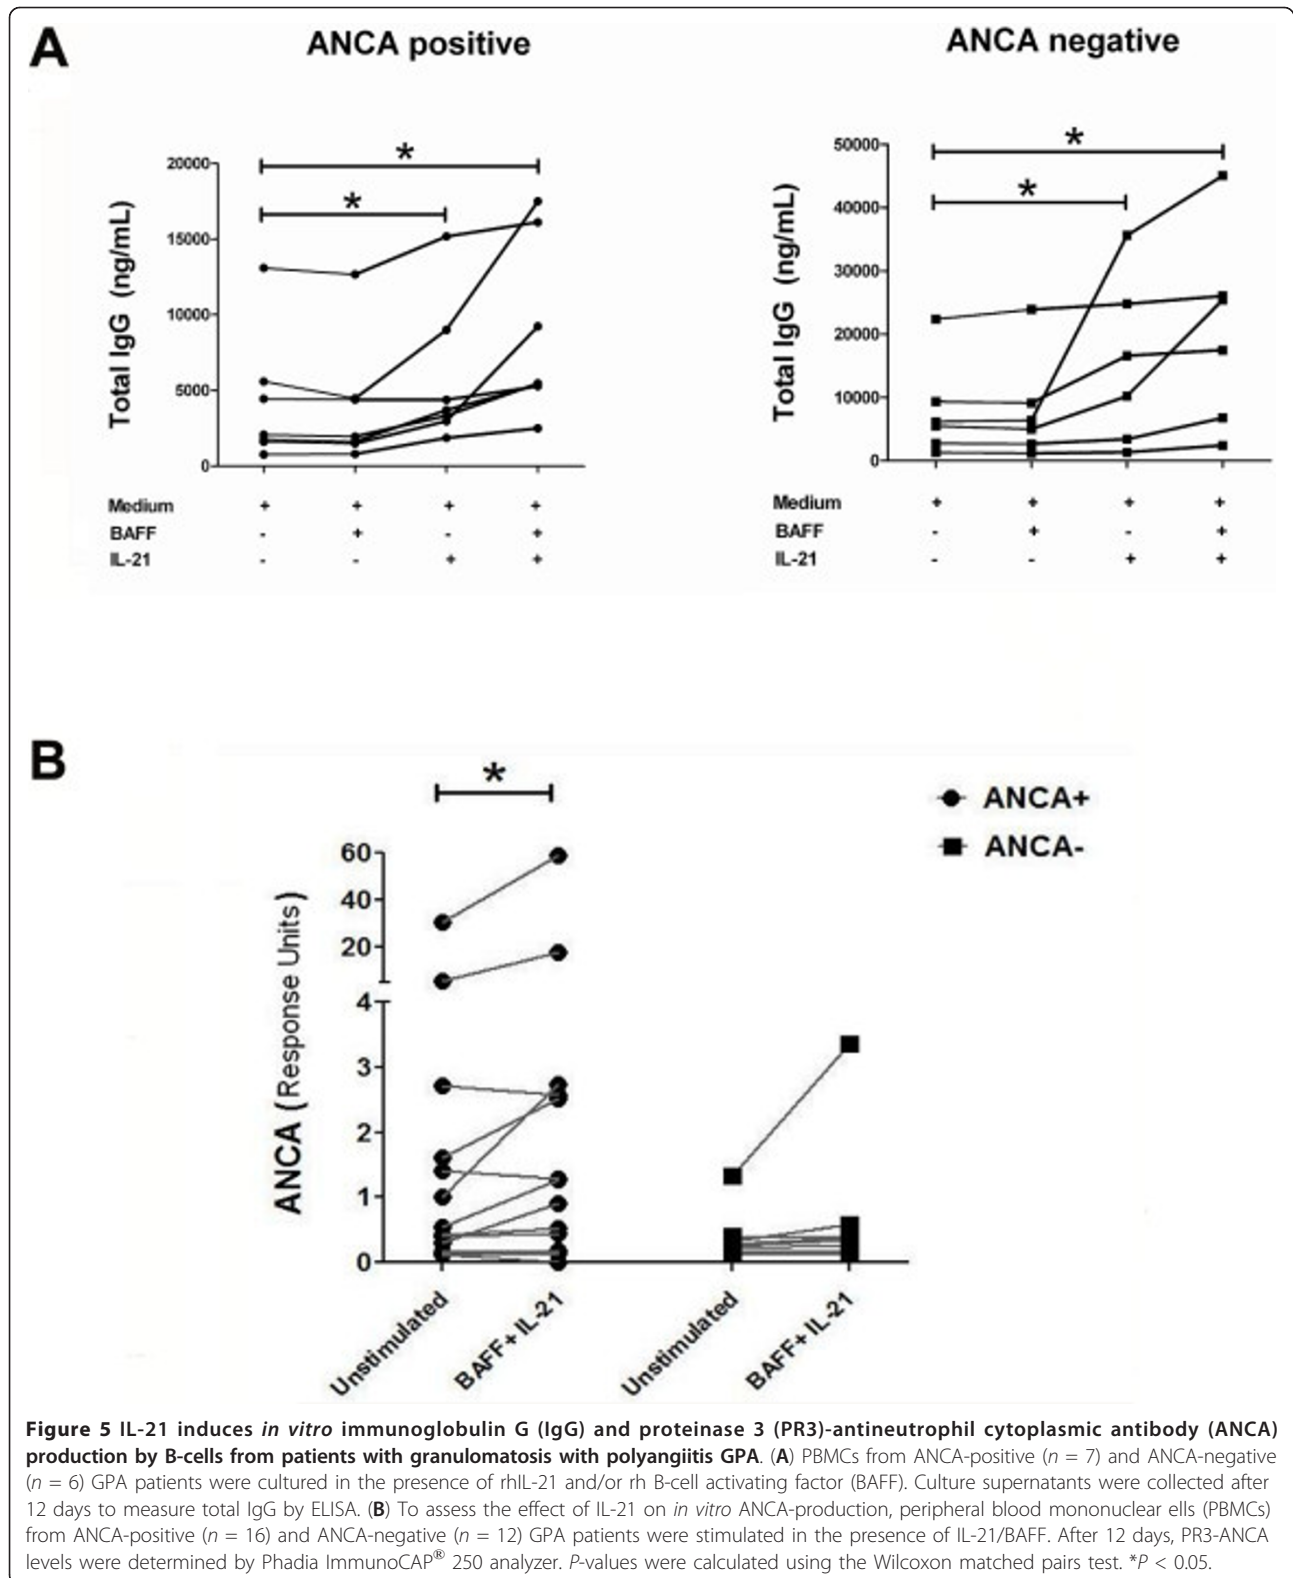 A
ANCA positive
ANCA negative
*
*
20000
15000
10000
5000
0
Total IgG (ng/mL)
Medium + + + +
BAFF - + - +
IL-21 - - + +
*
*
50000
40000
30000
20000
10000
0
Total IgG (ng/mL)
Medium + + + +
BAFF - + - +
IL-21 - - + +
B
*
ANCA+
ANCA-
60
40
20
4
3
2
1
0
ANCA (Response Units)
Unstimulated
BAFF+ IL-21
Unstimulated
BAFF+ IL-21
Figure 5 IL-21 induces in vitro immunoglobulin G (IgG) and proteinase 3 (PR3)-antineutrophil cytoplasmic antibody (ANCA)
production by B-cells from patients with granulomatosis with polyangiitis GPA. (A) PBMCs from ANCA-positive (n = 7) and ANCA-negative
(n = 6) GPA patients were cultured in the presence of rhIL-21 and/or rh B-cell activating factor (BAFF). Culture supernatants were collected after
12 days to measure total IgG by ELISA. (B) To assess the effect of IL-21 on in vitro ANCA-production, peripheral blood mononuclear ells (PBMCs)
from ANCA-positive (n = 16) and ANCA-negative (n = 12) GPA patients were stimulated in the presence of IL-21/BAFF. After 12 days, PR3-ANCA
levels were determined by Phadia ImmunoCAP® 250 analyzer. P-values were calculated using the Wilcoxon matched pairs test. *P < 0.05.